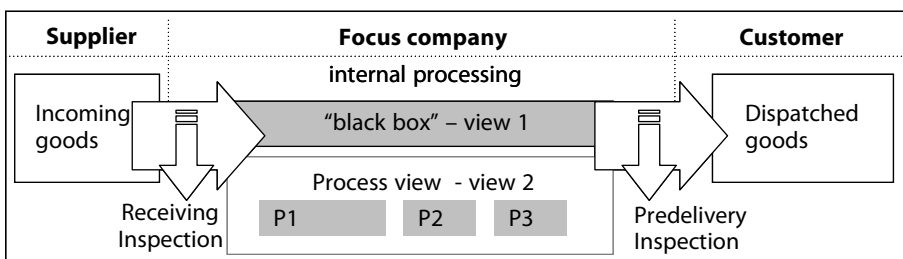 Supplier
Focus company
Customer
internal processing
Incoming
goods
“black box” – view 1
Dispatched
goods
Process view - view 2
P1
P2
P3
Receiving
Inspection
Predelivery
Inspection